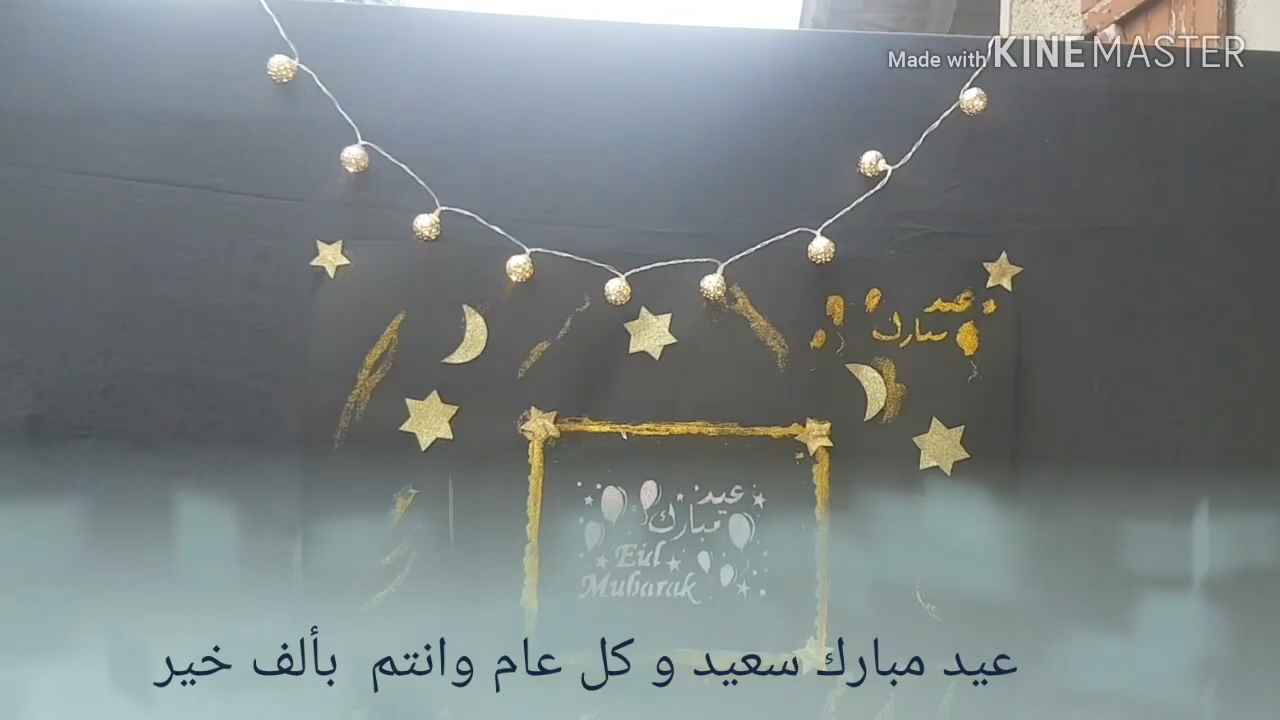 Made with KINEMASTER
عيد
مبارك
عيد
مبارك
Eid
Mubarak
عيد مبارك سعيد و كل عام وانتم بألف خير